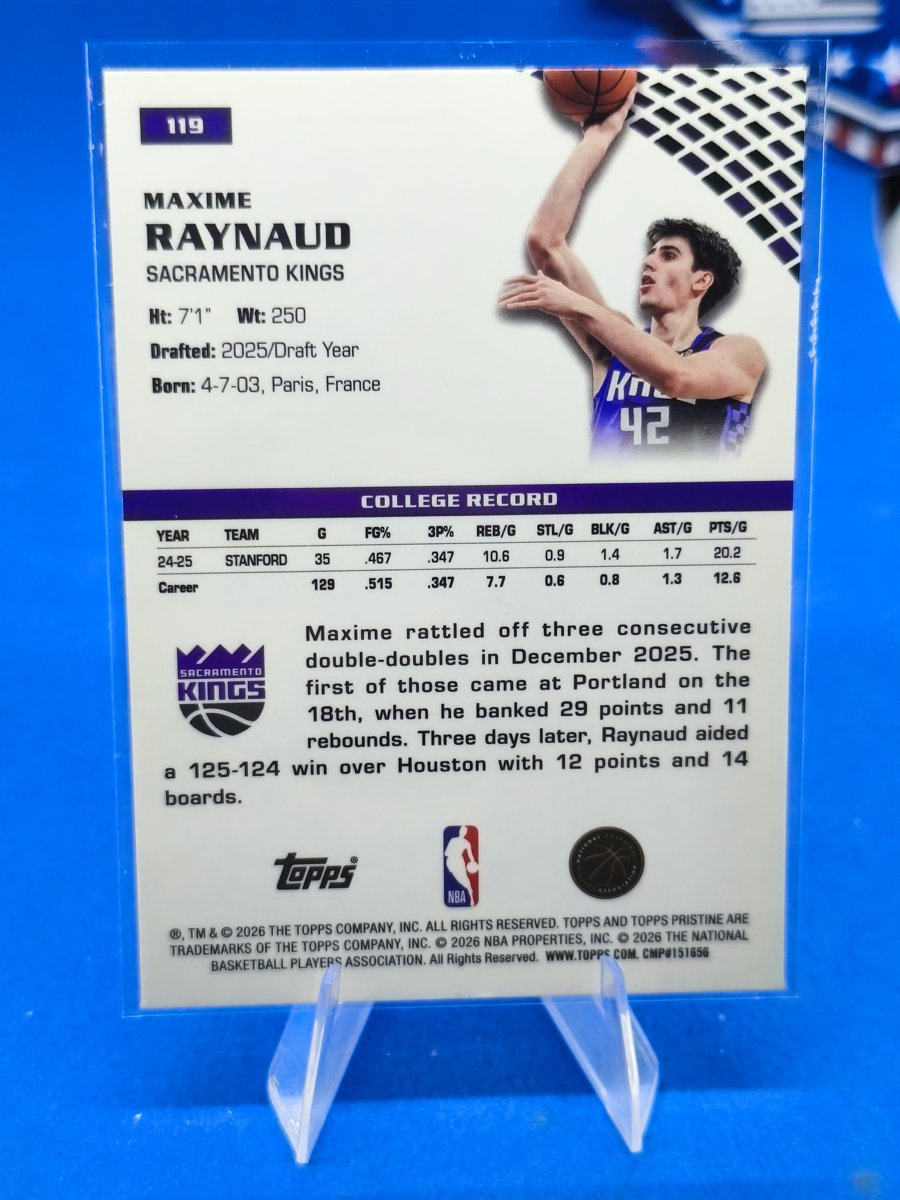 119
MAXIME
RAYNAUD
SACRAMENTO KINGS
Ht: 7'1" Wt: 250
Drafted: 2025/Draft Year
Born: 4-7-03, Paris, France
42
COLLEGE RECORD
YEAR TEAM G FG% 3P% REB/G STL/G BLK/G AST/G PTS/G
24-25 STANFORD 35 .467 .347 10.6 0.9 1.4 1.7 20.2
Career 129 .515 .347 7.7 0.6 0.8 1.3 12.6
Maxime rattled off three consecutive
double-doubles in December 2025. The
first of those came at Portland on the
18th, when he banked 29 points and 11
rebounds. Three days later, Raynaud aided
a 125-124 win over Houston with 12 points and 14
boards.
SACRAMENTO
KINGS
Topps®
NBA
NATIONAL BASKETBALL PLAYERS ASSOCIATION
®, TM & © 2026 THE TOPPS COMPANY, INC. ALL RIGHTS RESERVED. TOPPS AND TOPPS PRISTINE ARE
TRADEMARKS OF THE TOPPS COMPANY, INC. © 2026 NBA PROPERTIES, INC. © 2026 THE NATIONAL
BASKETBALL PLAYERS ASSOCIATION. All Rights Reserved. WWW.TOPPS.COM. CMP#151656